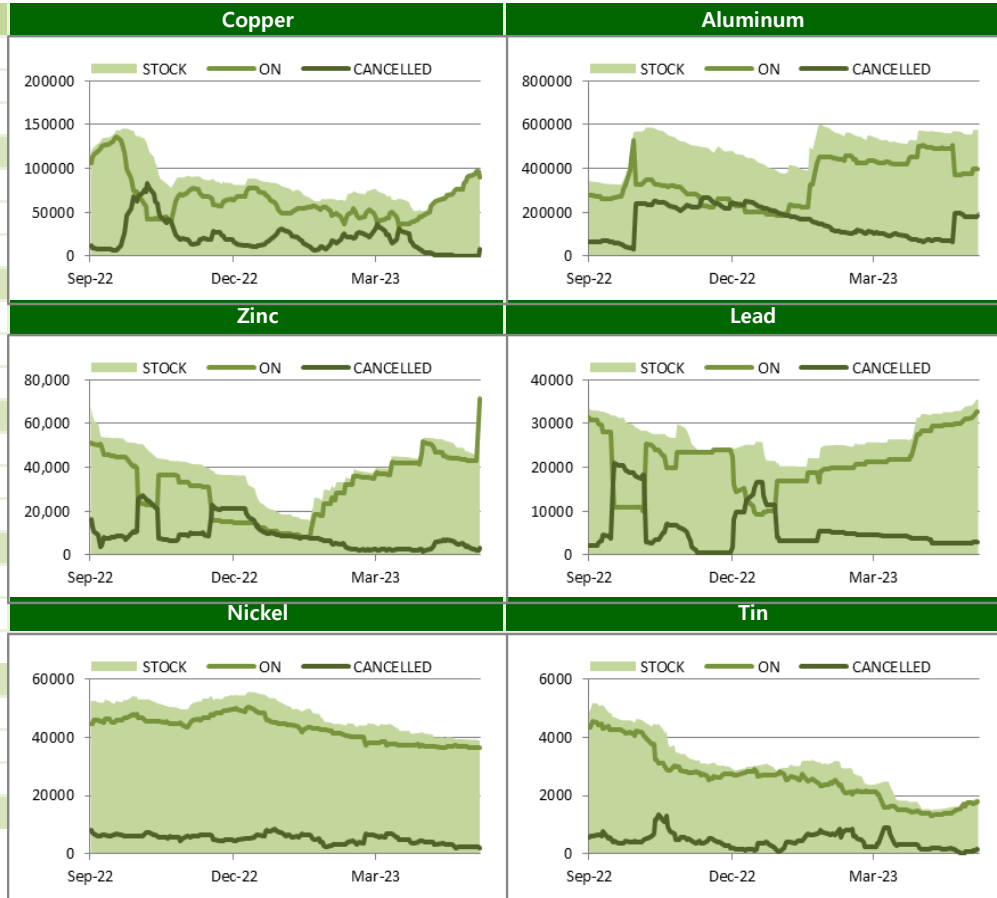 Copper
STOCK ON CANCELLED
200000
150000
100000
50000
0
Sep-22 Dec-22 Mar-23
Aluminum
STOCK ON CANCELLED
800000
600000
400000
200000
0
Sep-22 Dec-22 Mar-23
Zinc
STOCK ON CANCELLED
80,000
60,000
40,000
20,000
0
Sep-22 Dec-22 Mar-23
Lead
STOCK ON CANCELLED
40000
30000
20000
10000
0
Sep-22 Dec-22 Mar-23
Nickel
STOCK ON CANCELLED
60000
40000
20000
0
Sep-22 Dec-22 Mar-23
Tin
STOCK ON CANCELLED
6000
4000
2000
0
Sep-22 Dec-22 Mar-23